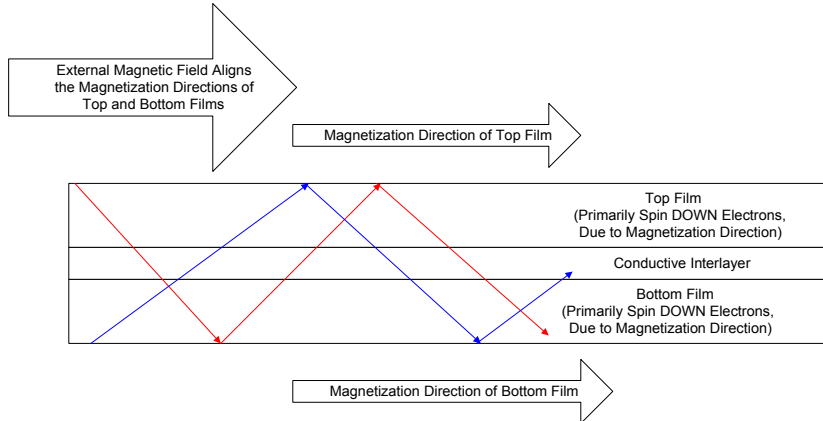 External Magnetic Field Aligns
the Magnetization Directions of
Top and Bottom Films
Magnetization Direction of Top Film
Top Film
(Primarily Spin DOWN Electrons,
Due to Magnetization Direction)
Conductive Interlayer
Bottom Film
(Primarily Spin DOWN Electrons,
Due to Magnetization Direction)
Magnetization Direction of Bottom Film